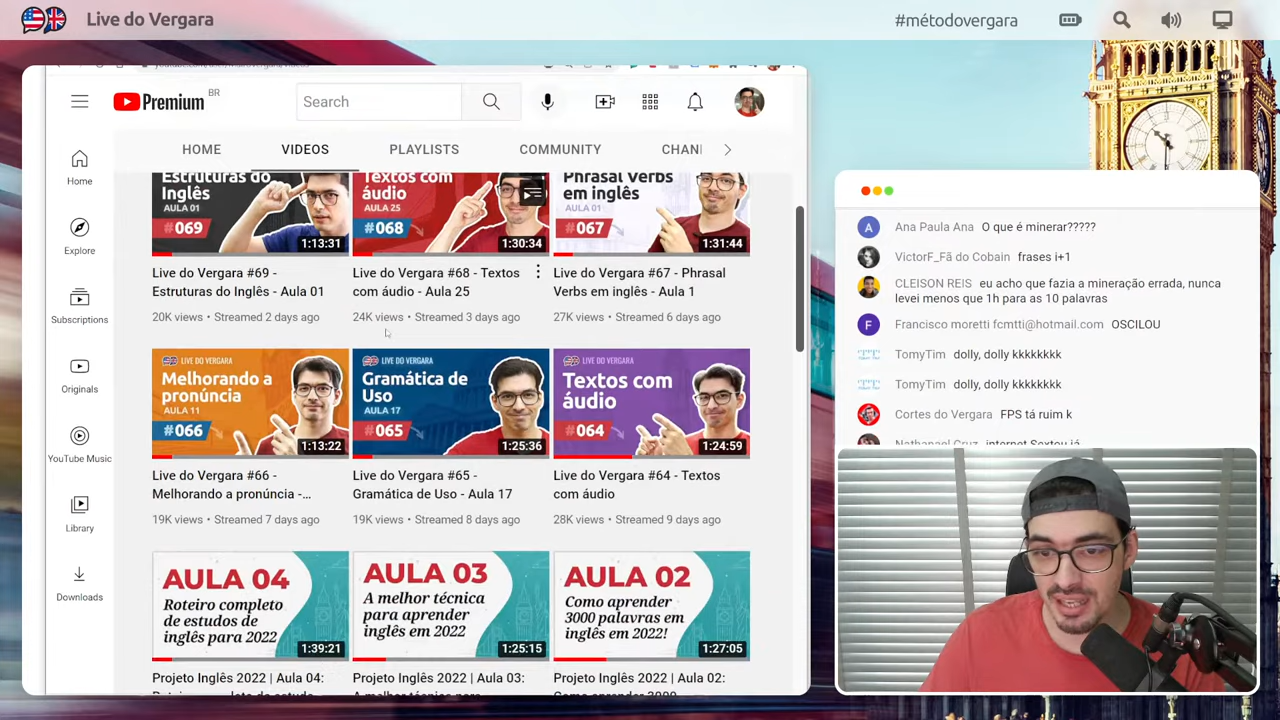 Live do Vergara
#métodovergara
Premium BR
Search
HOME
VIDEOS
PLAYLISTS
COMMUNITY
Home
Explore
Subscriptions
Originals
YouTube Music
Library
Downloads
Estruturas do
Inglês
AULA 01
#069
1:13:31
Textos com
áudio
AULA 25
#068
1:30:34
Phrasal Verbs
em inglês
AULA 01
#067
1:31:44
Live do Vergara #69 -
Estruturas do Inglês - Aula 01
20K views • Streamed 2 days ago
Live do Vergara #68 - Textos
com áudio - Aula 25
24K views • Streamed 3 days ago
Live do Vergara #67 - Phrasal
Verbs em inglês - Aula 1
27K views • Streamed 6 days ago
LIVE DO VERGARA
Melhorando a
pronúncia
AULA 11
#066
1:13:22
LIVE DO VERGARA
Gramática de
Uso
AULA 17
#065
1:25:36
LIVE DO VERGARA
Textos com
áudio
#064
1:24:59
Live do Vergara #66 -
Melhorando a pronúncia -...
19K views • Streamed 7 days ago
Live do Vergara #65 -
Gramática de Uso - Aula 17
19K views • Streamed 8 days ago
Live do Vergara #64 - Textos
com áudio
28K views • Streamed 9 days ago
AULA 04
Roteiro completo
de estudos de
inglês para 2022
1:39:21
AULA 03
A melhor técnica
para aprender
inglês em 2022
1:25:15
AULA 02
Como aprender
3000 palavras em
inglês em 2022!
1:27:05
Projeto Inglês 2022 | Aula 04:
Projeto Inglês 2022 | Aula 03:
Projeto Inglês 2022 | Aula 02:
A Ana Paula Ana O que é minerar?????
VictorF_Fã do Cobain frases i+1
CLEISON REIS eu acho que fazia a mineração errada, nunca
levei menos que 1h para as 10 palavras
F Francisco moretti fcmtti@hotmail.com OSCILOU
TomyTim dolly, dolly kkkkkkkk
TomyTim dolly, dolly kkkkkkkk
Cortes do Vergara FPS tá ruim k
Nathanael Cruz internet Sextou já